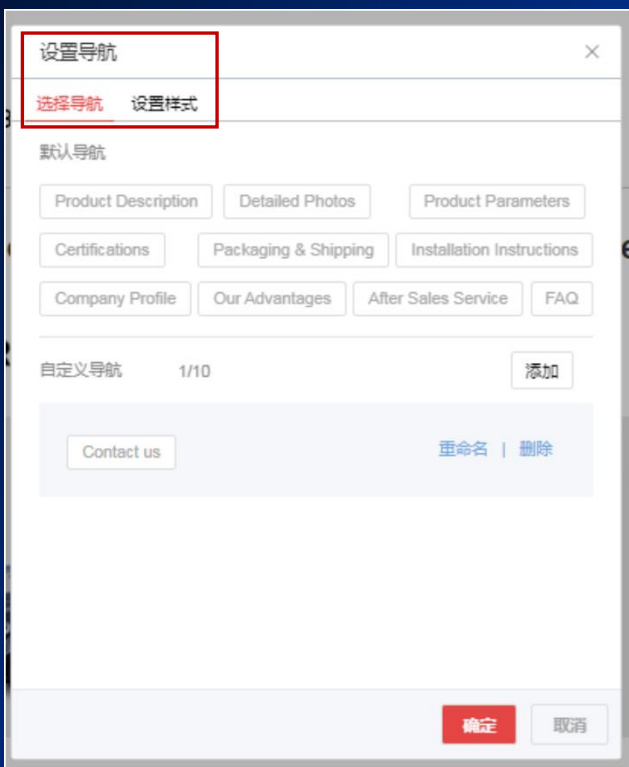 设置导航
选择导航 设置样式
默认导航
Product Description Detailed Photos Product Parameters
Certifications Packaging & Shipping Installation Instructions
Company Profile Our Advantages After Sales Service FAQ
自定义导航 1/10 添加
Contact us 重命名 | 删除
确定 取消